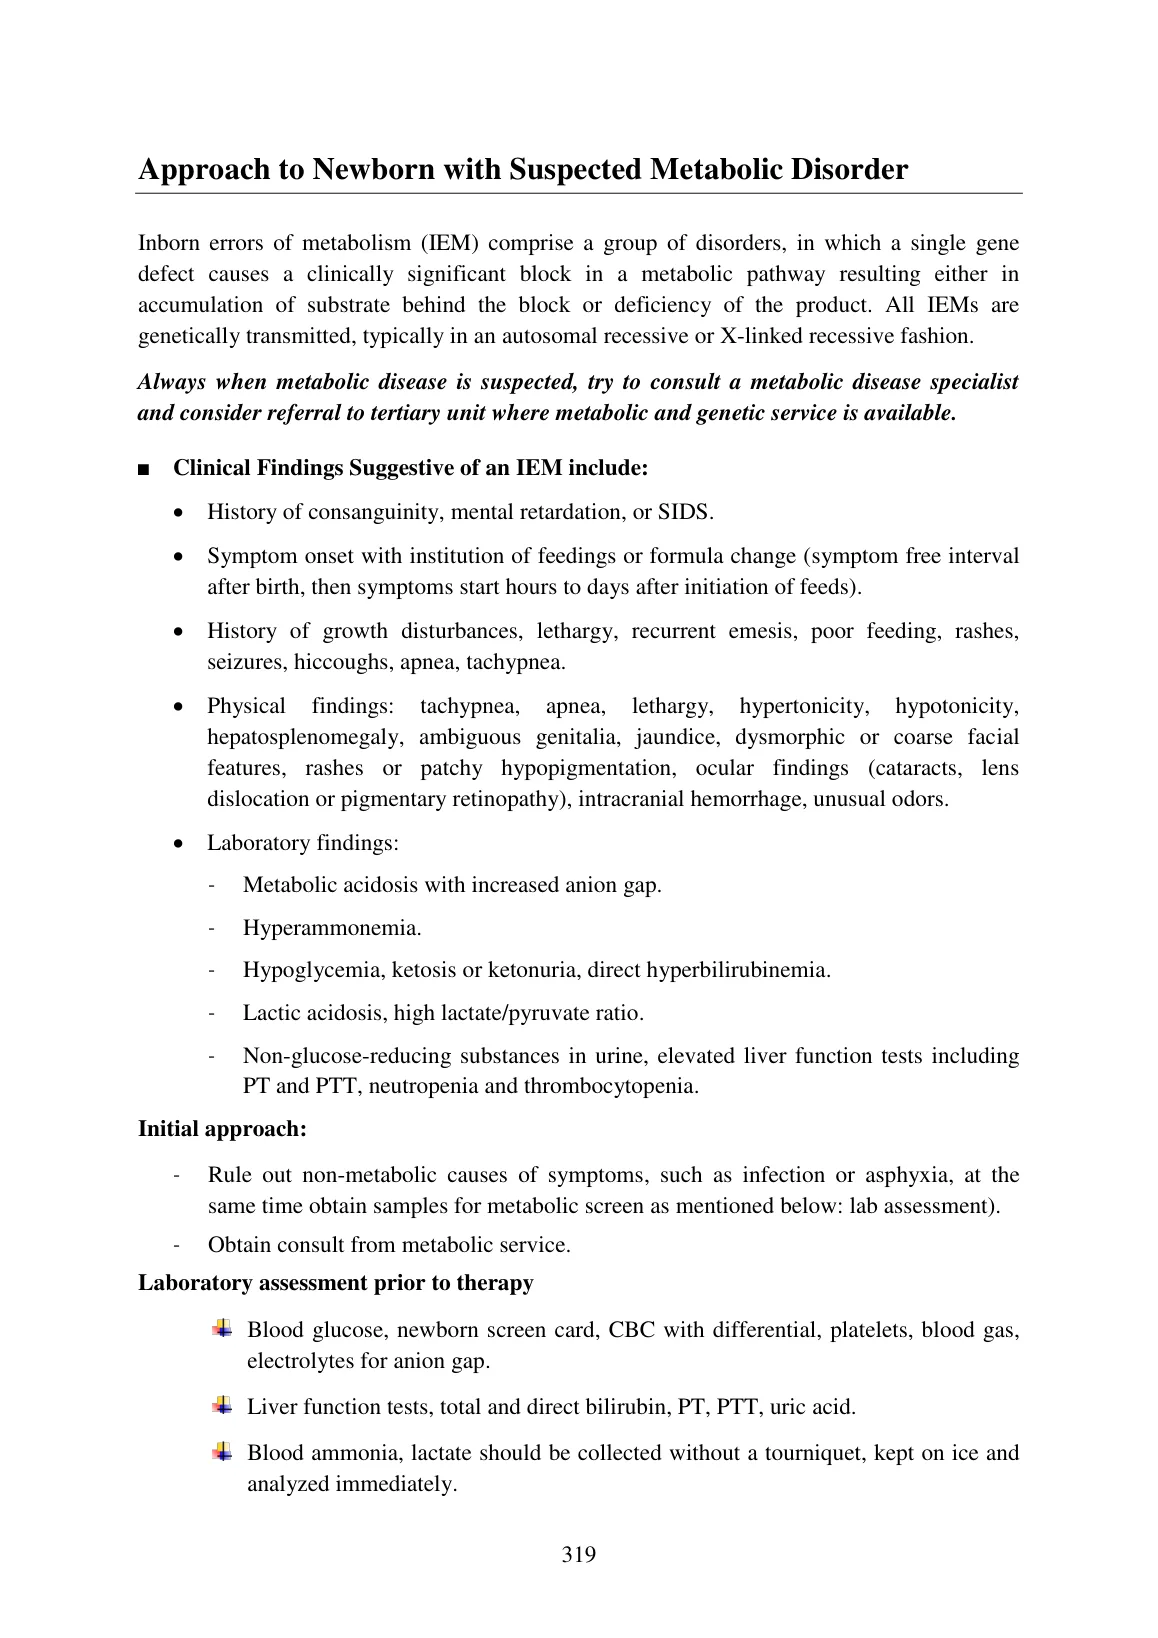 Approach to Newborn with Suspected Metabolic Disorder
Inborn errors of metabolism (IEM) comprise a group of disorders, in which a single gene
defect causes a clinically significant block in a metabolic pathway resulting either in
accumulation of substrate behind the block or deficiency of the product. All IEMs are
genetically transmitted, typically in an autosomal recessive or X-linked recessive fashion.
Always when metabolic disease is suspected, try to consult a metabolic disease specialist
and consider referral to tertiary unit where metabolic and genetic service is available.
■ Clinical Findings Suggestive of an IEM include:
• History of consanguinity, mental retardation, or SIDS.
• Symptom onset with institution of feedings or formula change (symptom free interval
after birth, then symptoms start hours to days after initiation of feeds).
• History of growth disturbances, lethargy, recurrent emesis, poor feeding, rashes,
seizures, hiccoughs, apnea, tachypnea.
• Physical findings: tachypnea, apnea, lethargy, hypertonicity, hypotonicity,
hepatosplenomegaly, ambiguous genitalia, jaundice, dysmorphic or coarse facial
features, rashes or patchy hypopigmentation, ocular findings (cataracts, lens
dislocation or pigmentary retinopathy), intracranial hemorrhage, unusual odors.
• Laboratory findings:
- Metabolic acidosis with increased anion gap.
- Hyperammonemia.
- Hypoglycemia, ketosis or ketonuria, direct hyperbilirubinemia.
- Lactic acidosis, high lactate/pyruvate ratio.
- Non-glucose-reducing substances in urine, elevated liver function tests including
PT and PTT, neutropenia and thrombocytopenia.
Initial approach:
- Rule out non-metabolic causes of symptoms, such as infection or asphyxia, at the
same time obtain samples for metabolic screen as mentioned below: lab assessment).
- Obtain consult from metabolic service.
Laboratory assessment prior to therapy
Blood glucose, newborn screen card, CBC with differential, platelets, blood gas,
electrolytes for anion gap.
Liver function tests, total and direct bilirubin, PT, PTT, uric acid.
Blood ammonia, lactate should be collected without a tourniquet, kept on ice and
analyzed immediately.
319